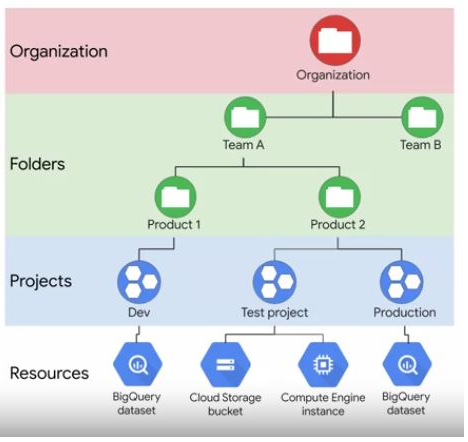 Organization
Organization
Team A
Team B
Folders
Product 1
Product 2
Projects
Dev
Test project
Production
Resources
BigQuery
dataset
Cloud Storage
bucket
Compute Engine
instance
BigQuery
dataset